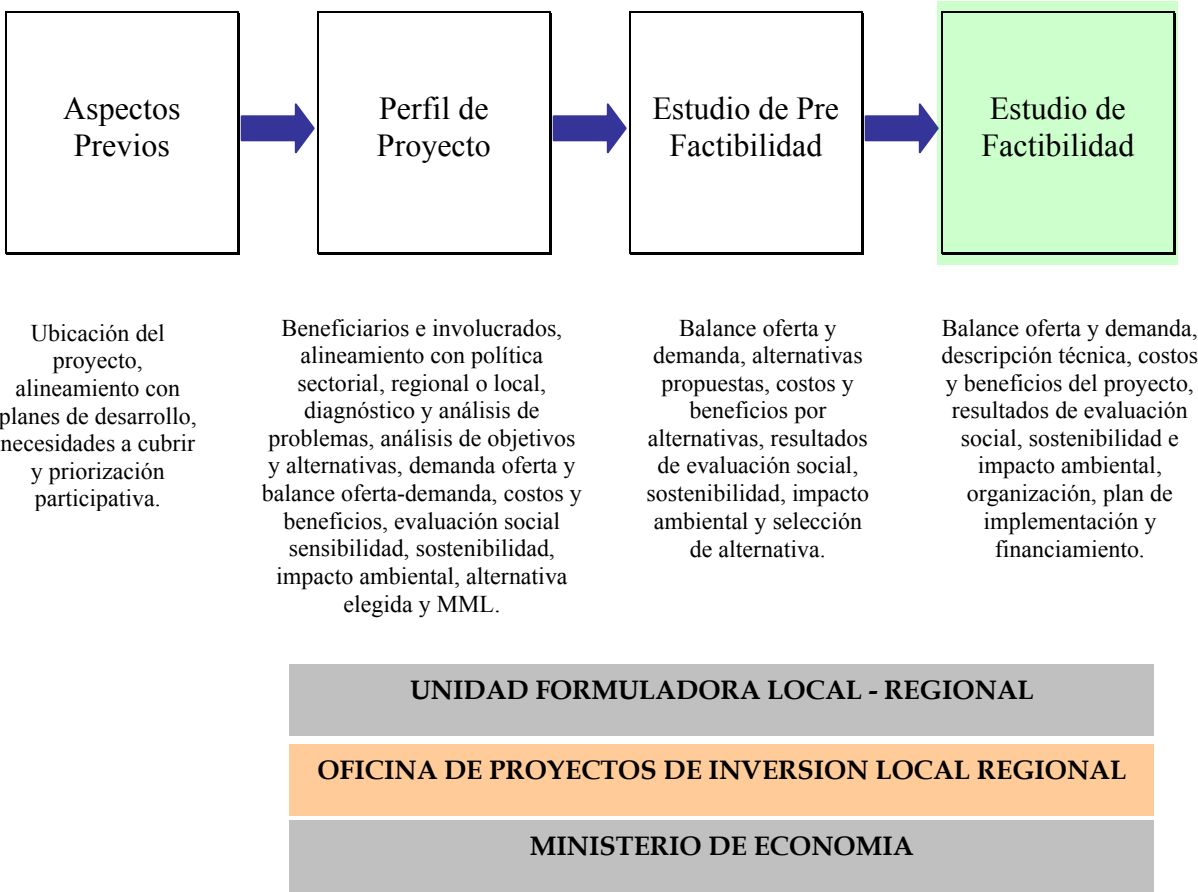 Aspectos
Previos
Perfil de
Proyecto
Estudio de Pre
Factibilidad
Estudio de
Factibilidad
Ubicación del
proyecto,
alineamiento con
planes de desarrollo,
necesidades a cubrir
y priorización
participativa.
Beneficiarios e involucrados,
alineamiento con política
sectorial, regional o local,
diagnóstico y análisis de
problemas, análisis de objetivos
y alternativas, demanda oferta y
balance oferta-demanda, costos y
beneficios, evaluación social
sensibilidad, sostenibilidad,
impacto ambiental, alternativa
elegida y MML.
Balance oferta y
demanda, alternativas
propuestas, costos y
beneficios por
alternativas, resultados
de evaluación social,
sostenibilidad, impacto
ambiental y selección
de alternativa.
Balance oferta y demanda,
descripción técnica, costos
y beneficios del proyecto,
resultados de evaluación
social, sostenibilidad e
impacto ambiental,
organización, plan de
implementación y
financiamiento.
UNIDAD FORMULADORA LOCAL - REGIONAL
OFICINA DE PROYECTOS DE INVERSION LOCAL REGIONAL
MINISTERIO DE ECONOMIA